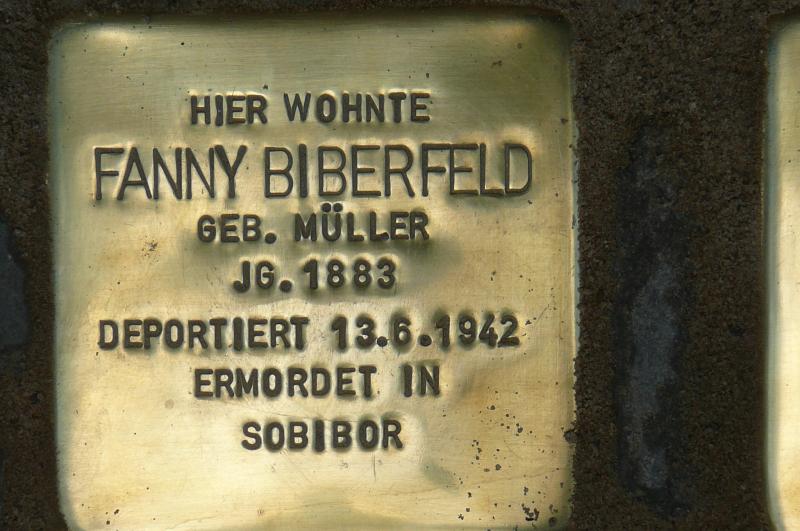 HIER WOHNTE
FANNY BIBERFELD
GEB. MÜLLER
JG. 1883
DEPORTIERT 13.6.1942
ERMORDET IN
SOBIBOR